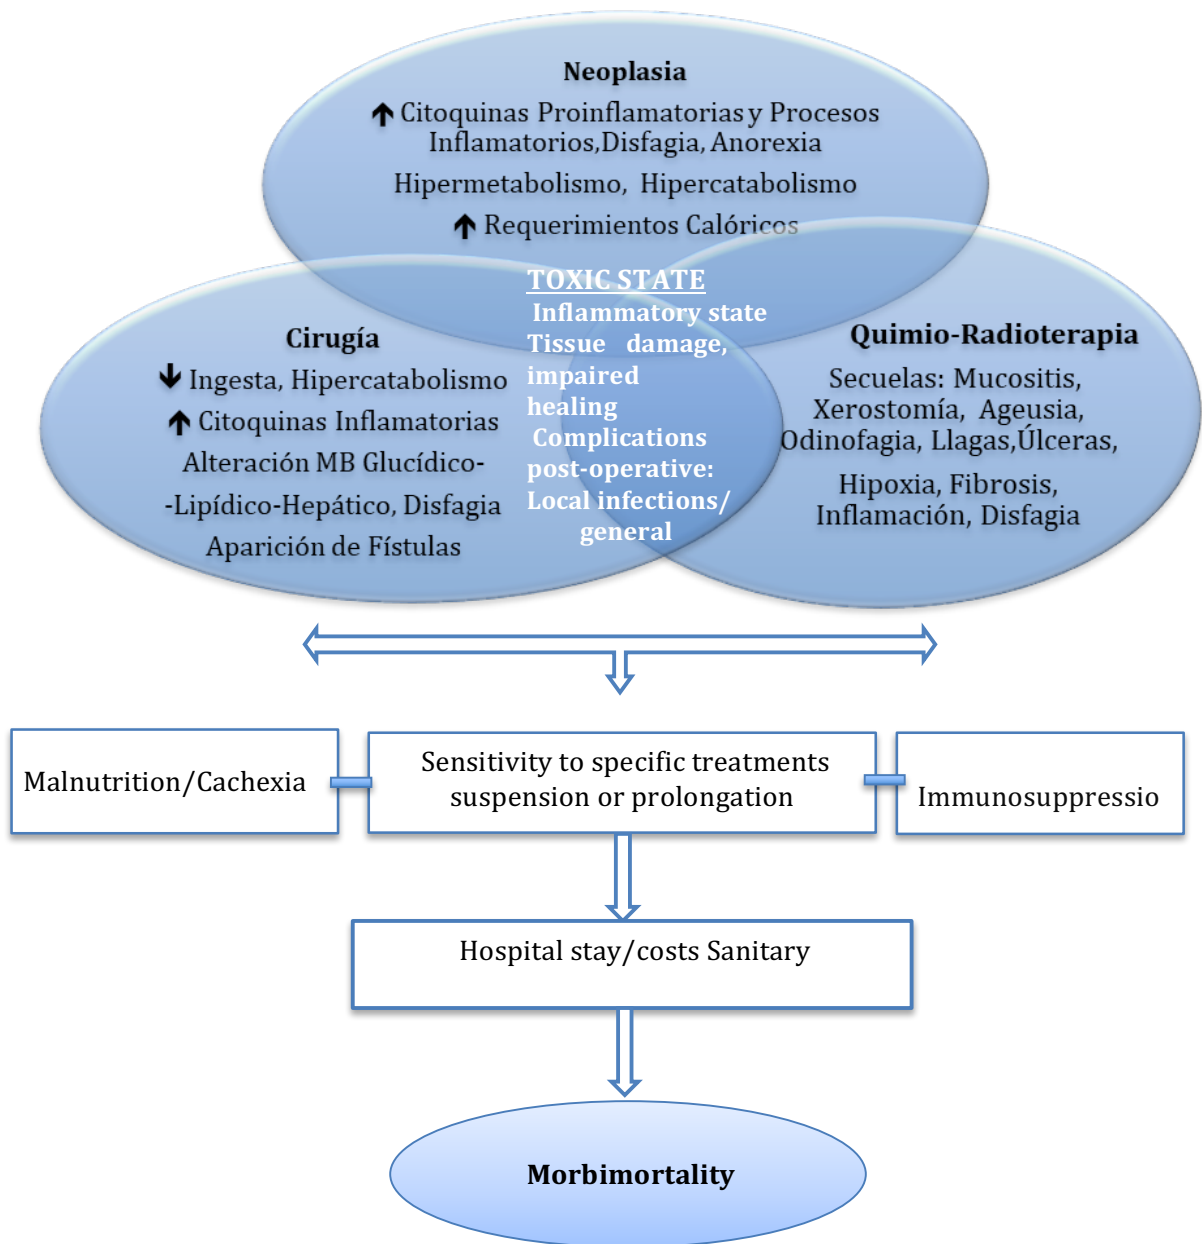 Neoplasia
↑ Citoquinas Proinflamatorias y Procesos
Inflamatorios,Disfagia, Anorexia
Hipermetabolismo, Hipercatabolismo
↑ Requerimientos Calóricos
Cirugía
↓ Ingesta, Hipercatabolismo
↑ Citoquinas Inflamatorias
Alteración MB Glucídico-
-Lipídico-Hepático, Disfagia
Aparición de Fístulas
TOXIC STATE
Inflammatory state
Tissue damage,
impaired
healing
Complications
post-operative:
Local infections/
general
Quimio-Radioterapia
Secuelas: Mucositis,
Xerostomía, Ageusia,
Odinofagia, Llagas,Úlceras,
Hipoxia, Fibrosis,
Inflamación, Disfagia
Malnutrition/Cachexia
Sensitivity to specific treatments
suspension or prolongation
Immunosuppressio
Hospital stay/costs Sanitary
Morbimortality